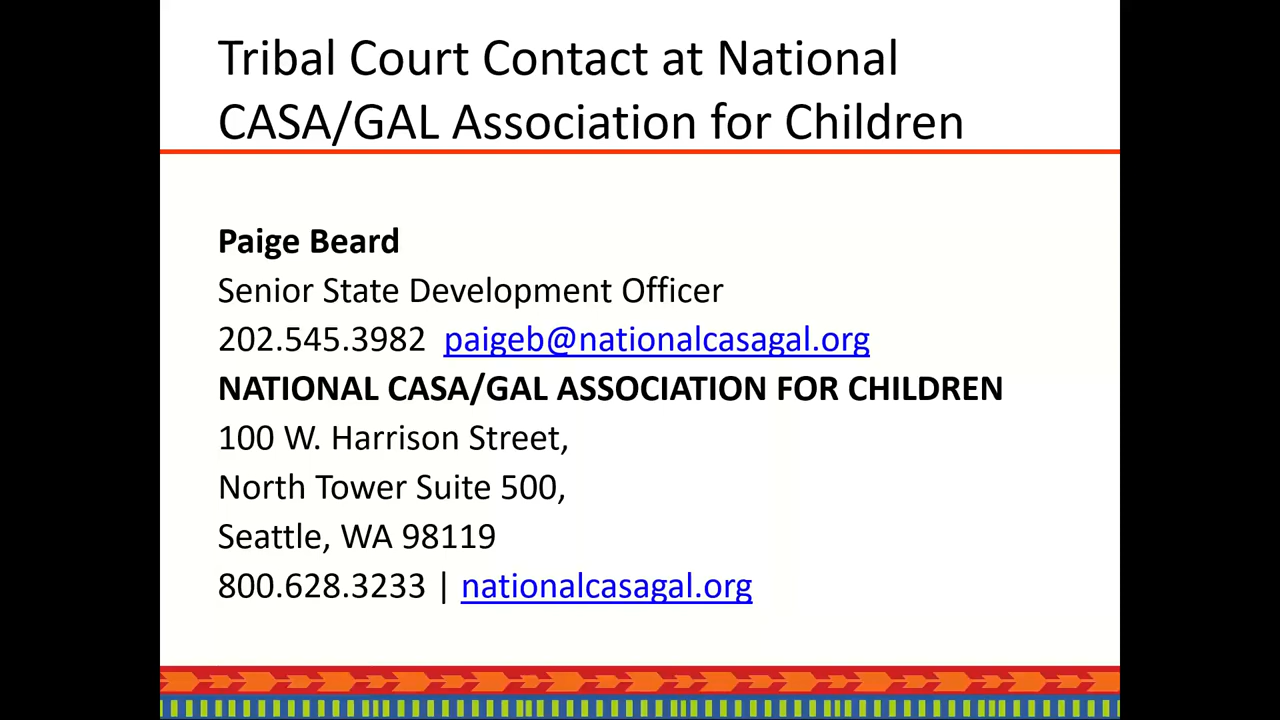 Tribal Court Contact at National
CASA/GAL Association for Children
Paige Beard
Senior State Development Officer
202.545.3982 paigeb@nationalcasagal.org
NATIONAL CASA/GAL ASSOCIATION FOR CHILDREN
100 W. Harrison Street,
North Tower Suite 500,
Seattle, WA 98119
800.628.3233 | nationalcasagal.org